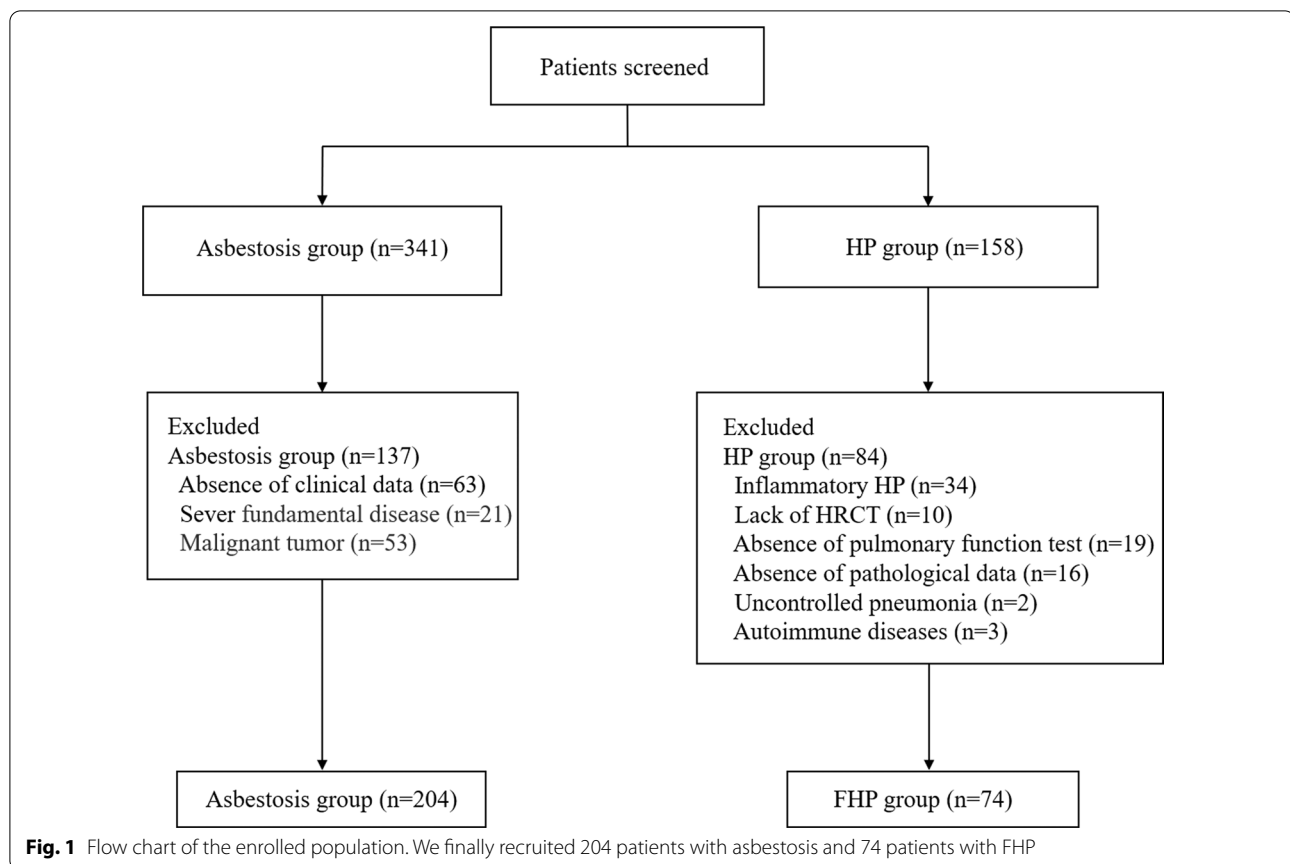 Patients screened
Asbestosis group (n=341)
HP group (n=158)
Excluded
Asbestosis group (n=137)
Absence of clinical data (n=63)
Sever fundamental disease (n=21)
Malignant tumor (n=53)
Excluded
HP group (n=84)
Inflammatory HP (n=34)
Lack of HRCT (n=10)
Absence of pulmonary function test (n=19)
Absence of pathological data (n=16)
Uncontrolled pneumonia (n=2)
Autoimmune diseases (n=3)
Asbestosis group (n=204)
FHP group (n=74)
Fig. 1 Flow chart of the enrolled population. We finally recruited 204 patients with asbestosis and 74 patients with FHP